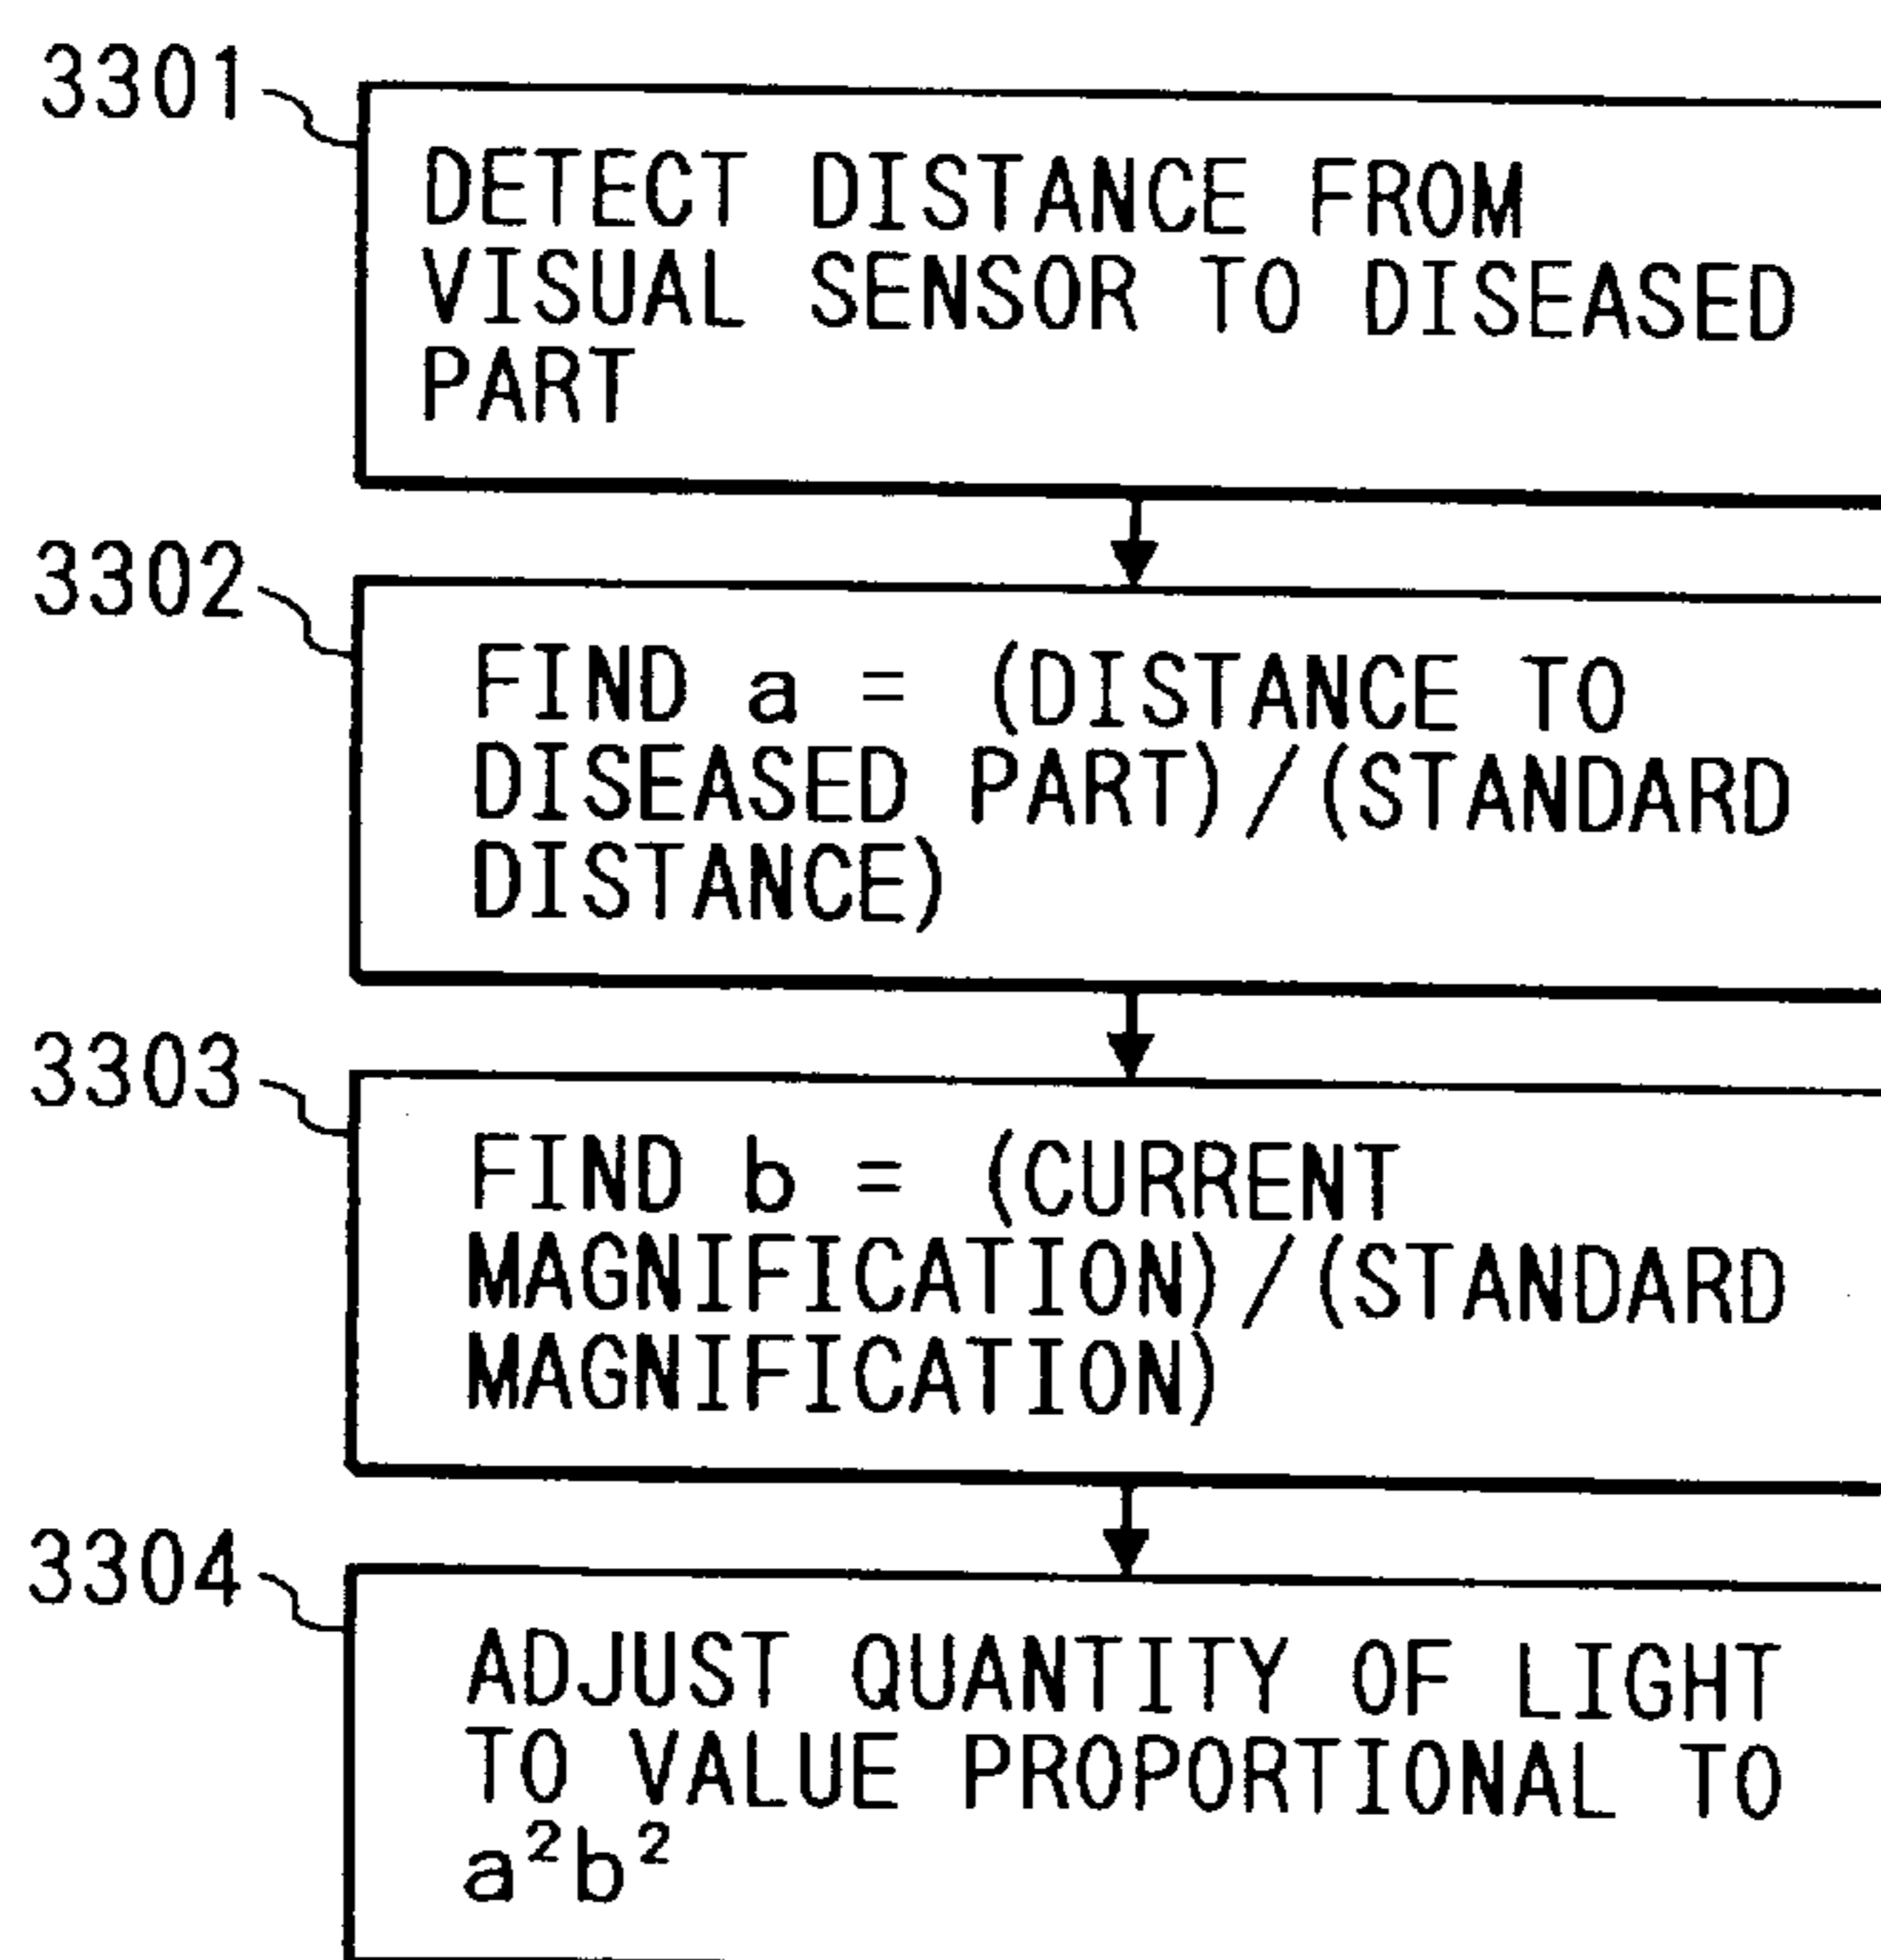 3301
DETECT DISTANCE FROM
VISUAL SENSOR TO DISEASED
PART
3302
FIND a = (DISTANCE TO
DISEASED PART)/(STANDARD
DISTANCE)
3303
FIND b = (CURRENT
MAGNIFICATION)/(STANDARD
MAGNIFICATION)
3304
ADJUST QUANTITY OF LIGHT
TO VALUE PROPORTIONAL TO
a²b²